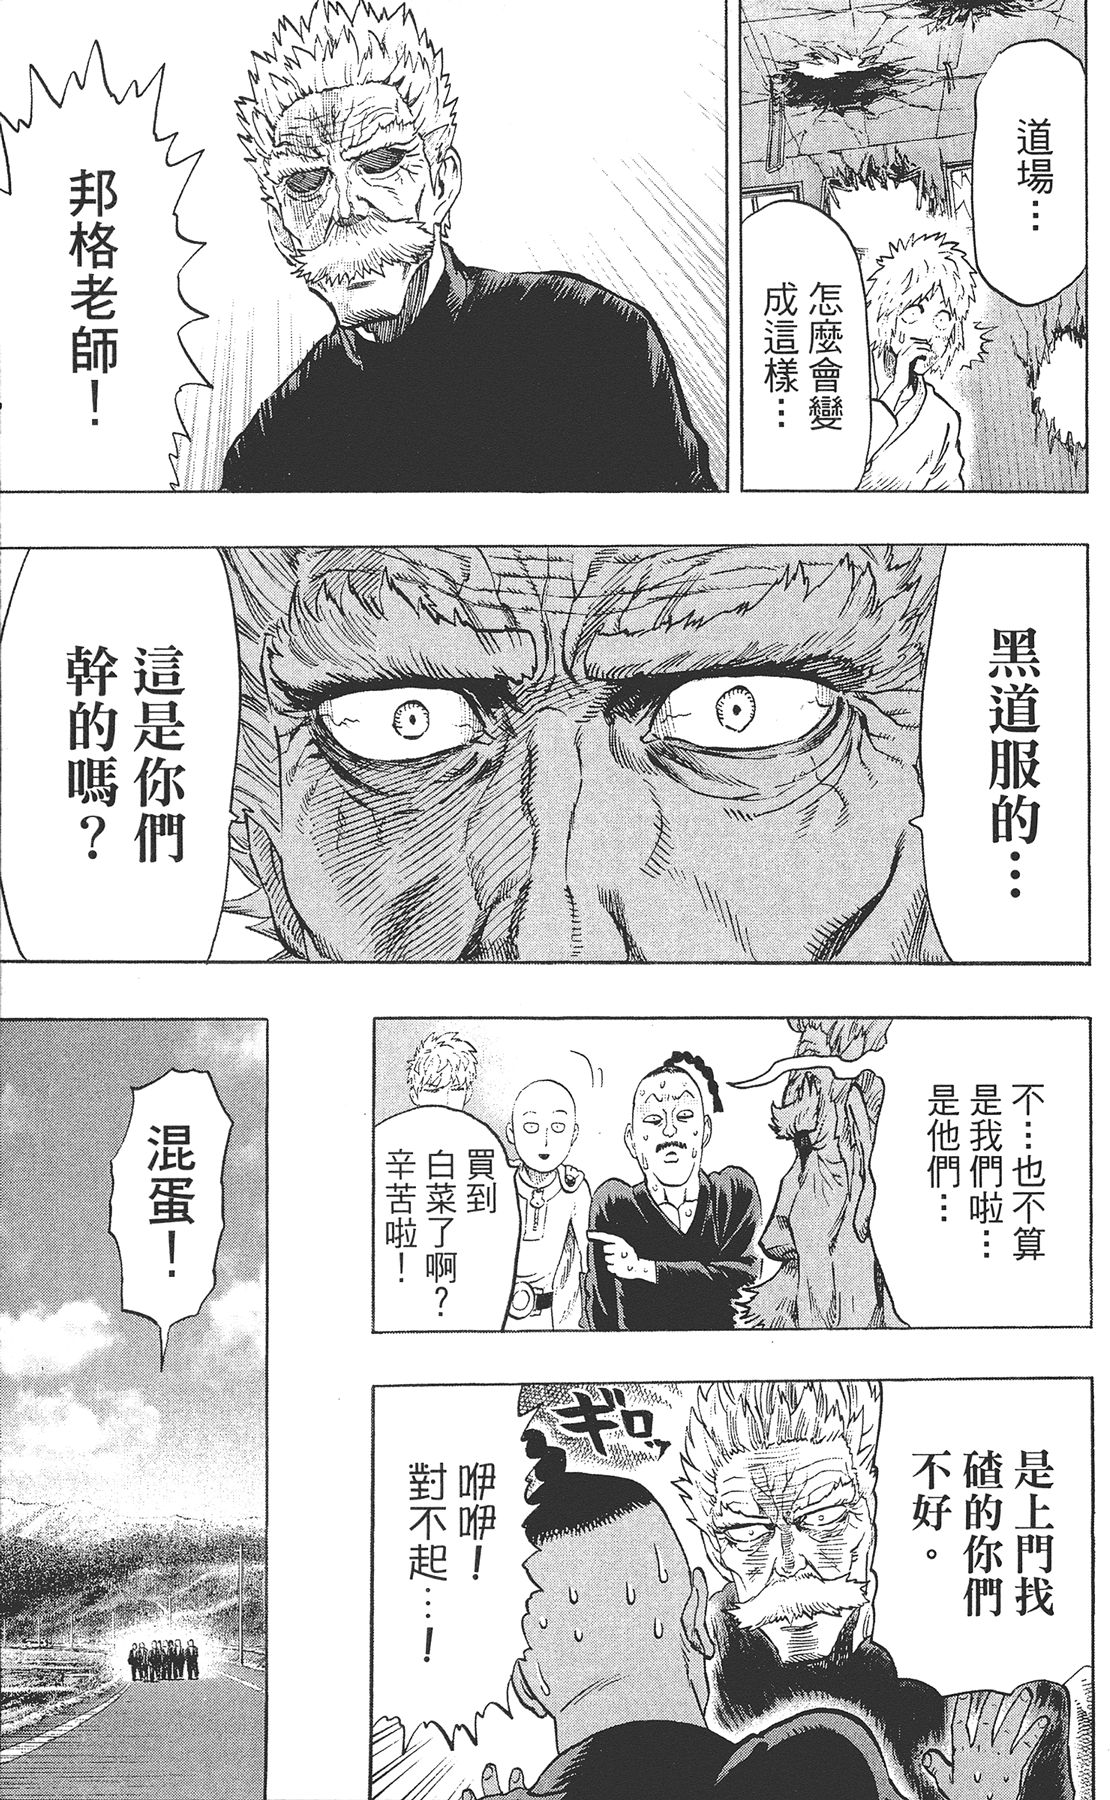 道場⋯
怎麼會變
成這樣⋯
邦格老師！
黑道服的⋯
這是你們
幹的嗎？
不⋯也不算
是我們啦⋯
是他們⋯
買到
白菜了啊？
辛苦啦！
是上門找
碴的你們
不好。
ギロッ
咿咿！
對不起⋯！
混蛋！